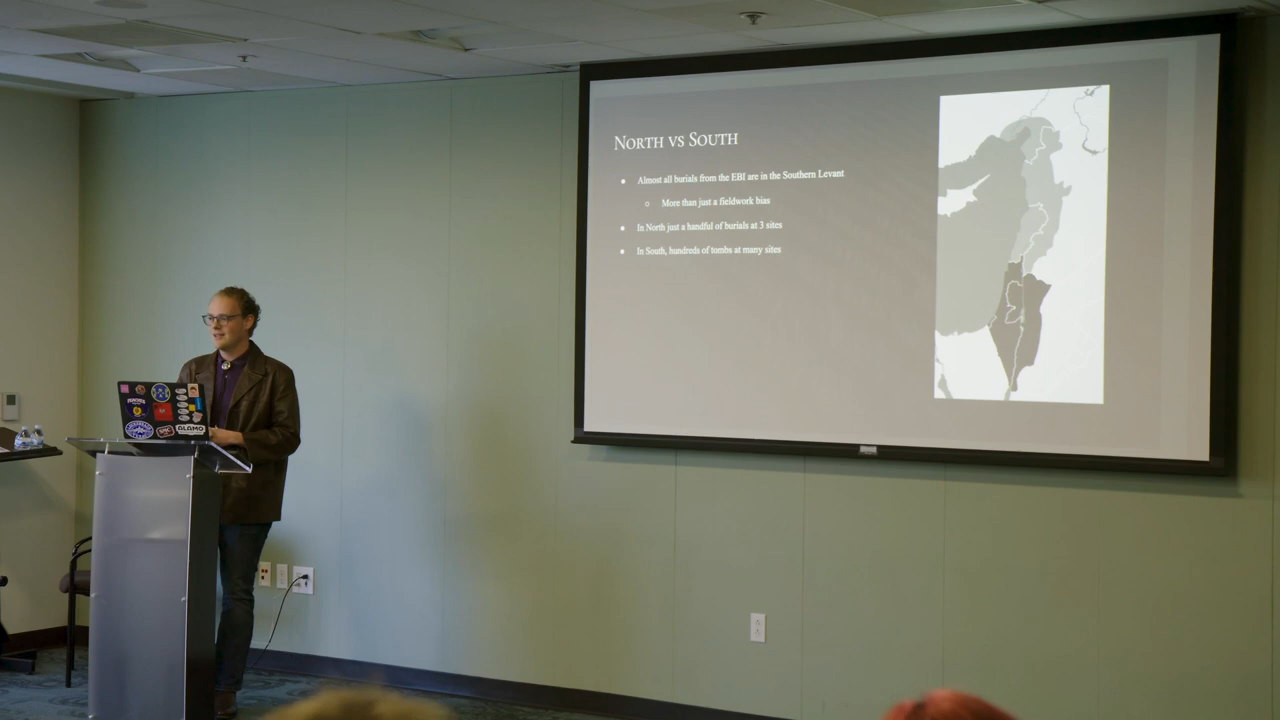 North vs South
Almost all burials from the EBI are in the Southern Levant
More than just a fieldwork bias
In North just a handful of burials at 3 sites
In South, hundreds of tombs at many sites
ALAMO